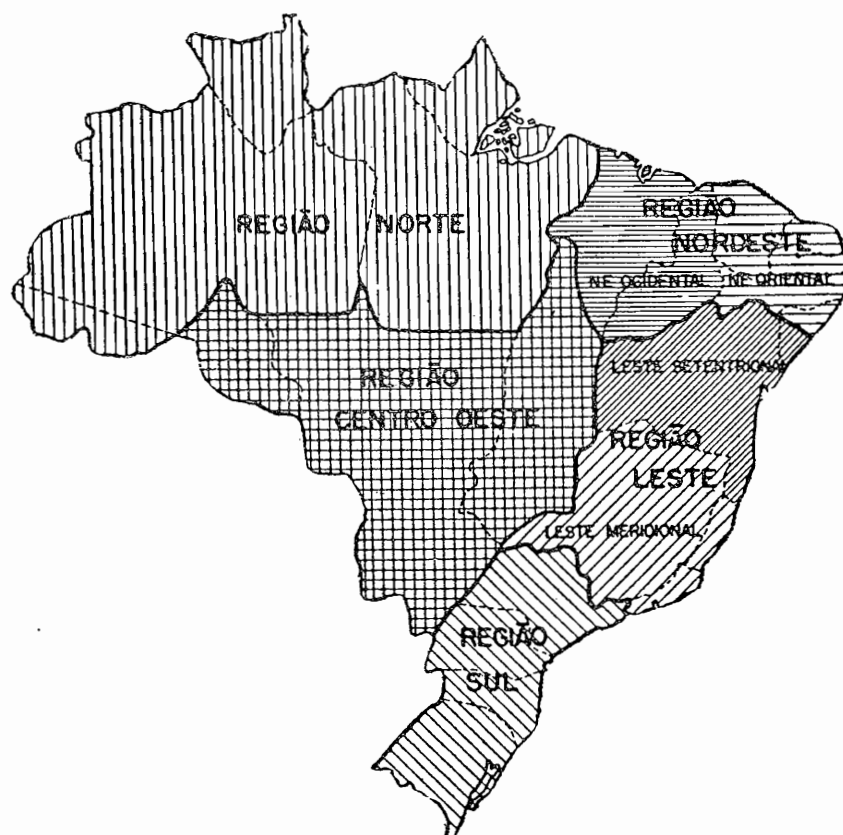 REGIÃO NORTE
REGIÃO
NORDESTE
NE OCIDENTAL
NE ORIENTAL
REGIÃO
CENTRO OESTE
LESTE SETENTRIONAL
REGIÃO
LESTE
LESTE MERIDIONAL
REGIÃO
SUL